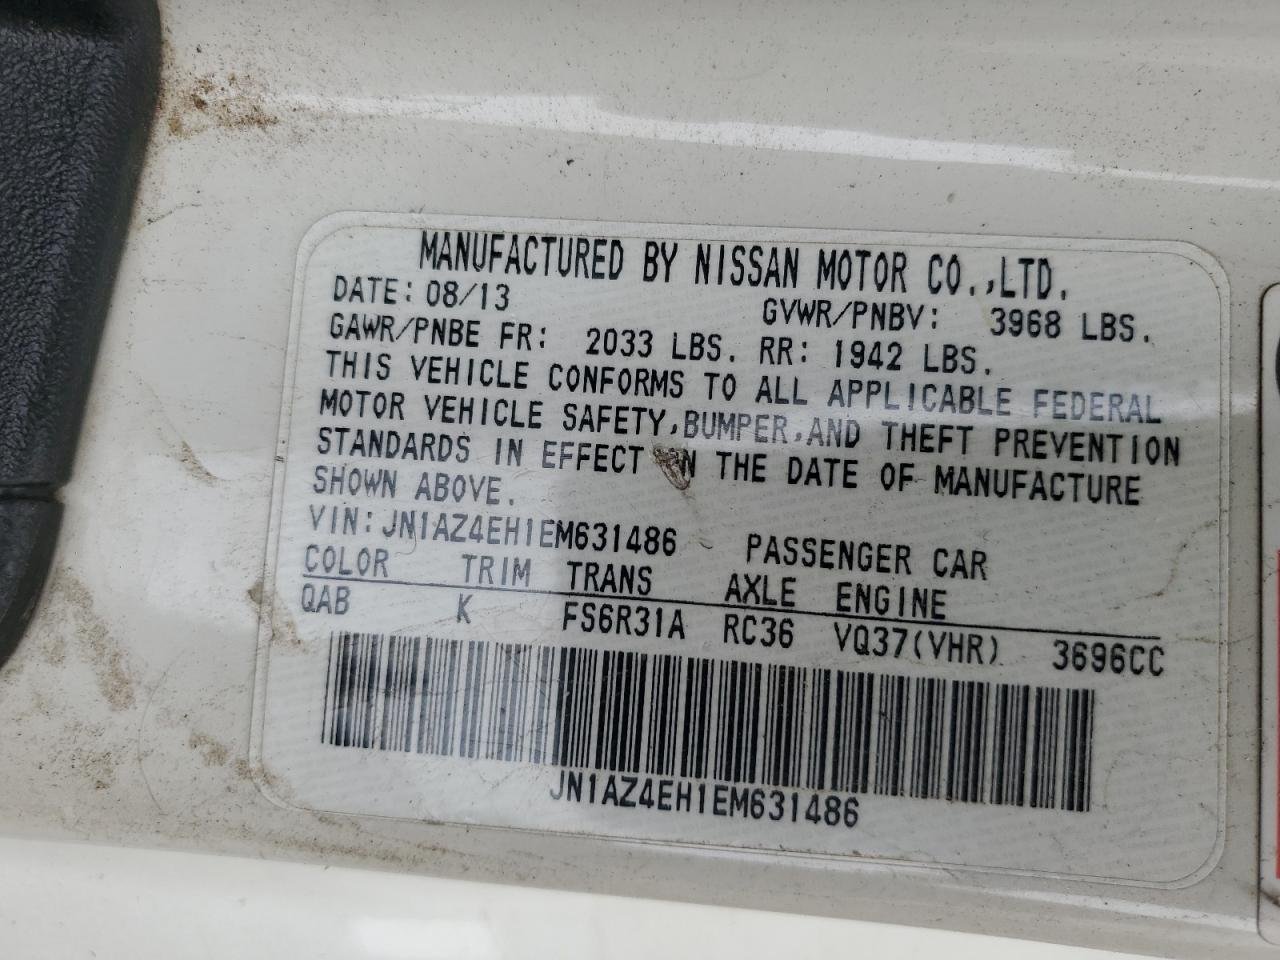 MANUFACTURED BY NISSAN MOTOR CO.,LTD.
DATE: 08/13 GVWR/PNBV: 3968 LBS.
GAWR/PNBE FR: 2033 LBS. RR: 1942 LBS.
THIS VEHICLE CONFORMS TO ALL APPLICABLE FEDERAL
MOTOR VEHICLE SAFETY,BUMPER,AND THEFT PREVENTION
STANDARDS IN EFFECT ON THE DATE OF MANUFACTURE
SHOWN ABOVE.
VIN: JN1AZ4EH1EM631486 PASSENGER CAR
COLOR TRIM TRANS AXLE ENGINE
QAB K FS6R31A RC36 VQ37(VHR) 3696CC
JN1AZ4EH1EM631486